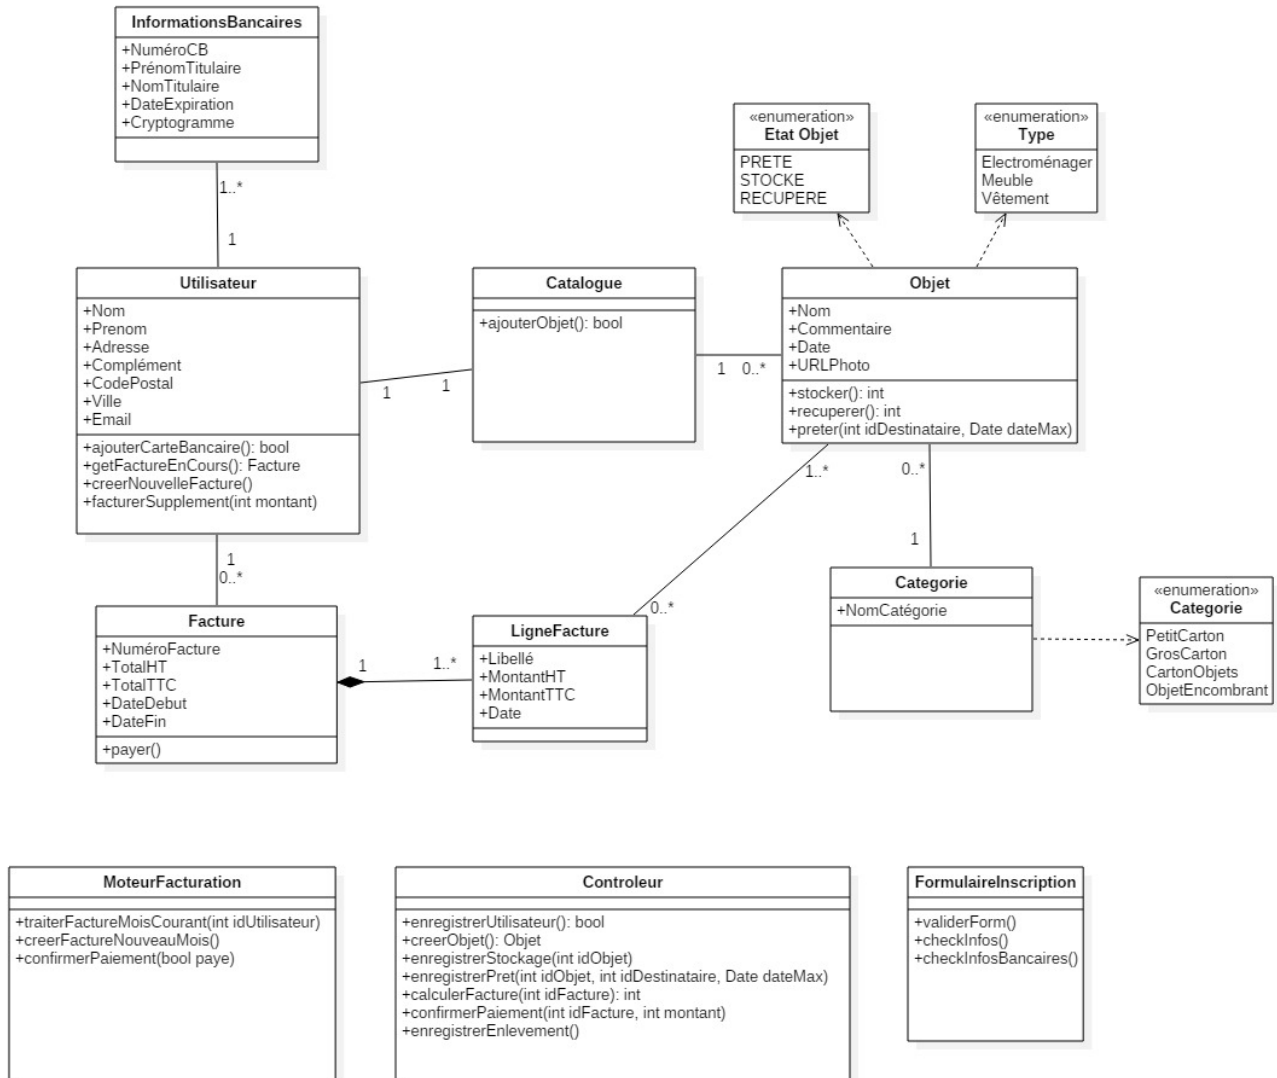 InformationsBancaires
+NuméroCB
+PrénomTitulaire
+NomTitulaire
+DateExpiration
+Cryptogramme
«enumeration»
Etat Objet
PRETE
STOCKE
RECUPERE
«enumeration»
Type
Electroménager
Meuble
Vêtement
1..*
1
Utilisateur
+Nom
+Prenom
+Adresse
+Complément
+CodePostal
+Ville
+Email
+ajouterCarteBancaire(): bool
+getFactureEnCours(): Facture
+creerNouvelleFacture()
+facturerSupplement(int montant)
1
1
Catalogue
+ajouterObjet(): bool
1
0..*
Objet
+Nom
+Commentaire
+Date
+URLPhoto
+stocker(): int
+recuperer(): int
+preter(int idDestinataire, Date dateMax)
1..*
0..*
1
0..*
1
0..*
Facture
+NuméroFacture
+TotalHT
+TotalTTC
+DateDebut
+DateFin
+payer()
1
1..*
LigneFacture
+Libellé
+MontantHT
+MontantTTC
+Date
Categorie
+NomCatégorie
«enumeration»
Categorie
PetitCarton
GrosCarton
CartonObjets
ObjetEncombrant
MoteurFacturation
+traiterFactureMoisCourant(int idUtilisateur)
+creerFactureNouveauMois()
+confirmerPaiement(bool paye)
Controleur
+enregistrerUtilisateur(): bool
+creerObjet(): Objet
+enregistrerStockage(int idObjet)
+enregistrerPret(int idObjet, int idDestinataire, Date dateMax)
+calculerFacture(int idFacture): int
+confirmerPaiement(int idFacture, int montant)
+enregistrerEnlevement()
FormulaireInscription
+validerForm()
+checkInfos()
+checkInfosBancaires()